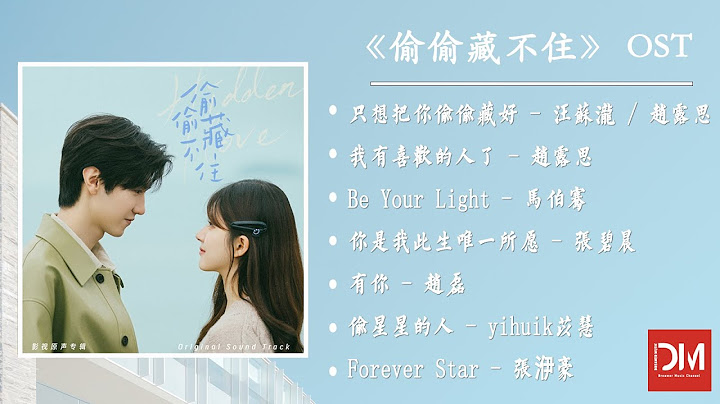 《偷偷藏不住》 OST
Hidden Love
偷偷藏不住
影视原声专辑
Original Sound Track
• 只想把你偷偷藏好 - 汪蘇瀧 / 趙露思
• 我有喜歡的人了 - 趙露思
• Be Your Light - 馬伯騫
• 你是我此生唯一所愿 - 張碧晨
• 有你 - 趙磊
• 偷星星的人 - yihuik苡慧
• Forever Star - 張洢豪
DM
Dreamer Music Channel